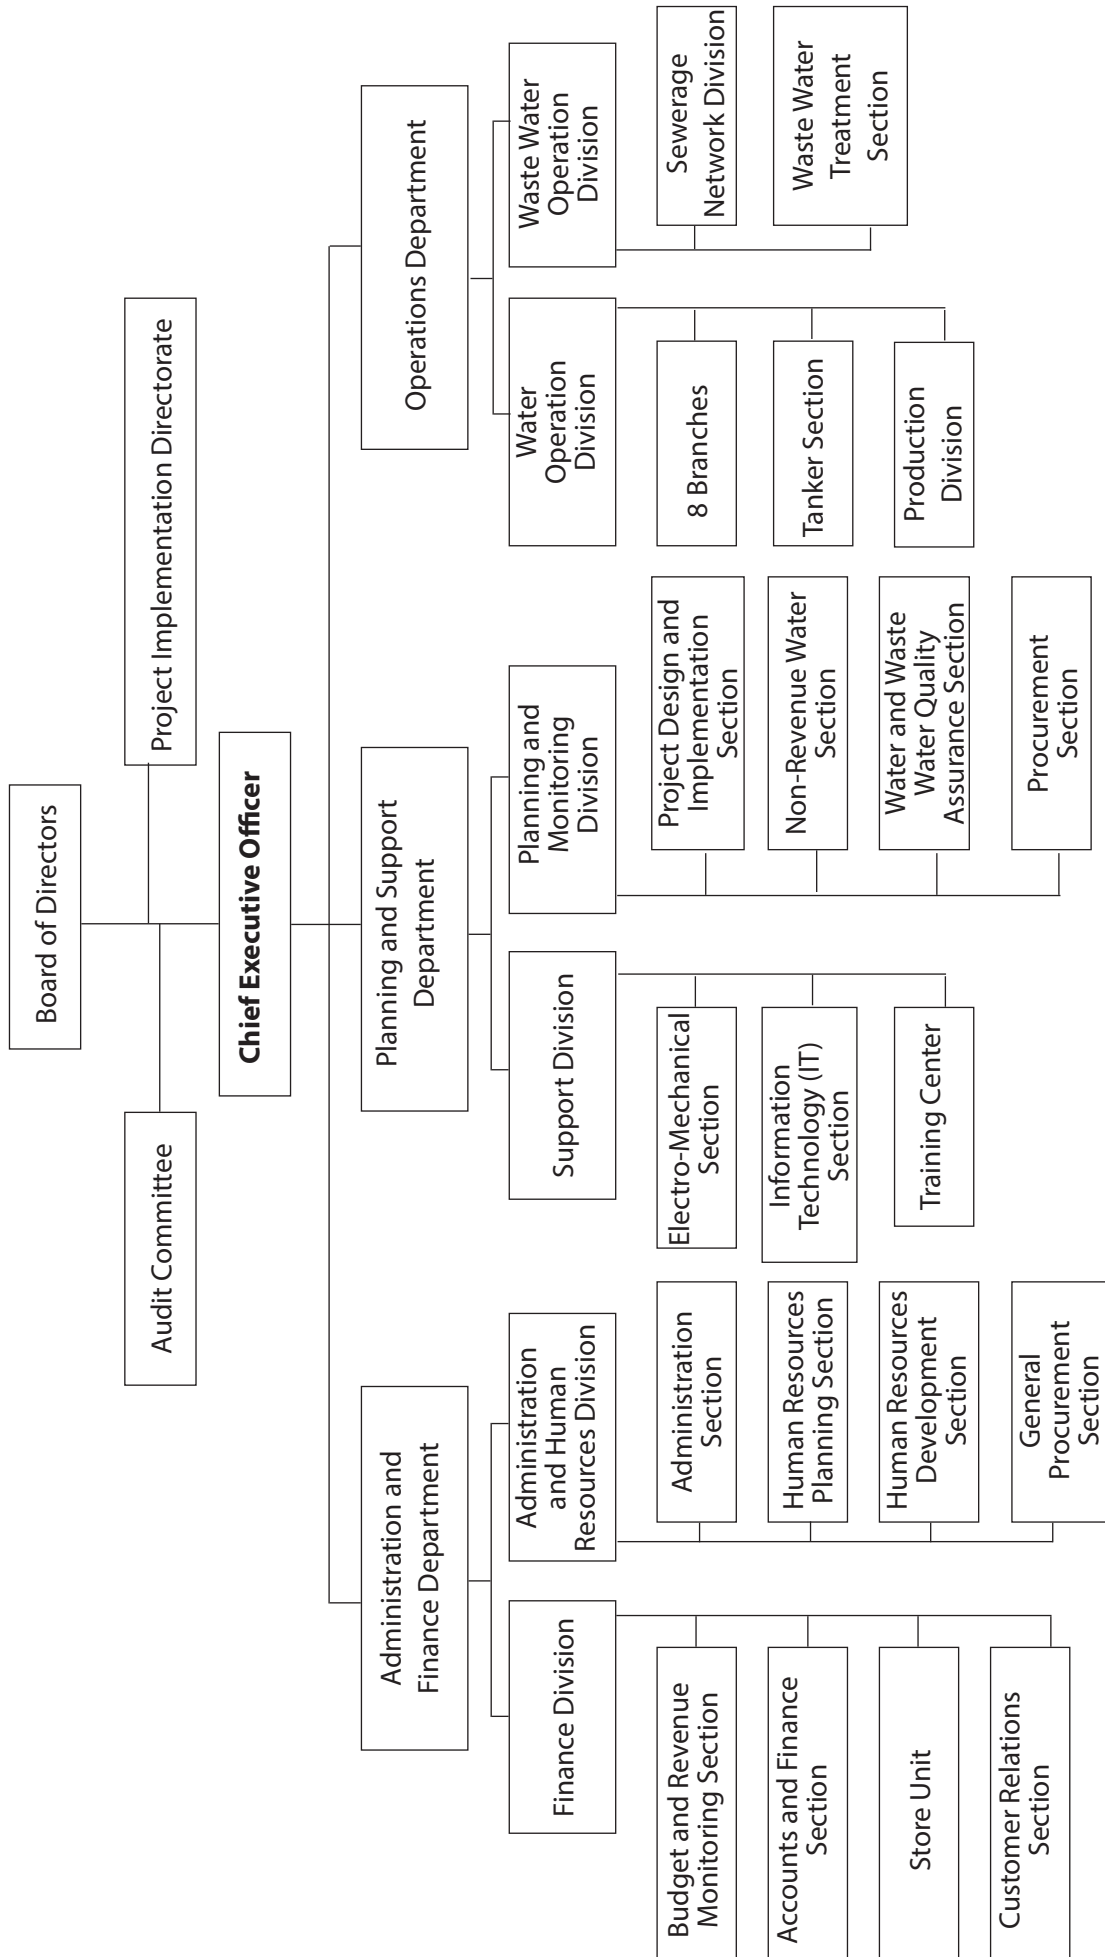 Board of Directors
Audit Committee
Project Implementation Directorate
Chief Executive Officer
Administration and
Finance Department
Planning and Support
Department
Operations Department
Finance Division
Administration
and Human
Resources Division
Support Division
Planning and
Monitoring
Division
Water
Operation
Division
Waste Water
Operation
Division
Budget and Revenue
Monitoring Section
Accounts and Finance
Section
Store Unit
Customer Relations
Section
Administration
Section
Human Resources
Planning Section
Human Resources
Development
Section
General
Procurement
Section
Electro-Mechanical
Section
Information
Technology (IT)
Section
Training Center
Project Design and
Implementation
Section
Non-Revenue Water
Section
Water and Waste
Water Quality
Assurance Section
Procurement
Section
8 Branches
Tanker Section
Production
Division
Sewerage
Network Division
Waste Water
Treatment
Section